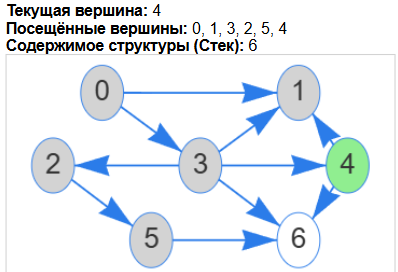 Текущая вершина: 4
Посещённые вершины: 0, 1, 3, 2, 5, 4
Содержимое структуры (Стек): 6
0 1
2 3 4
5 6